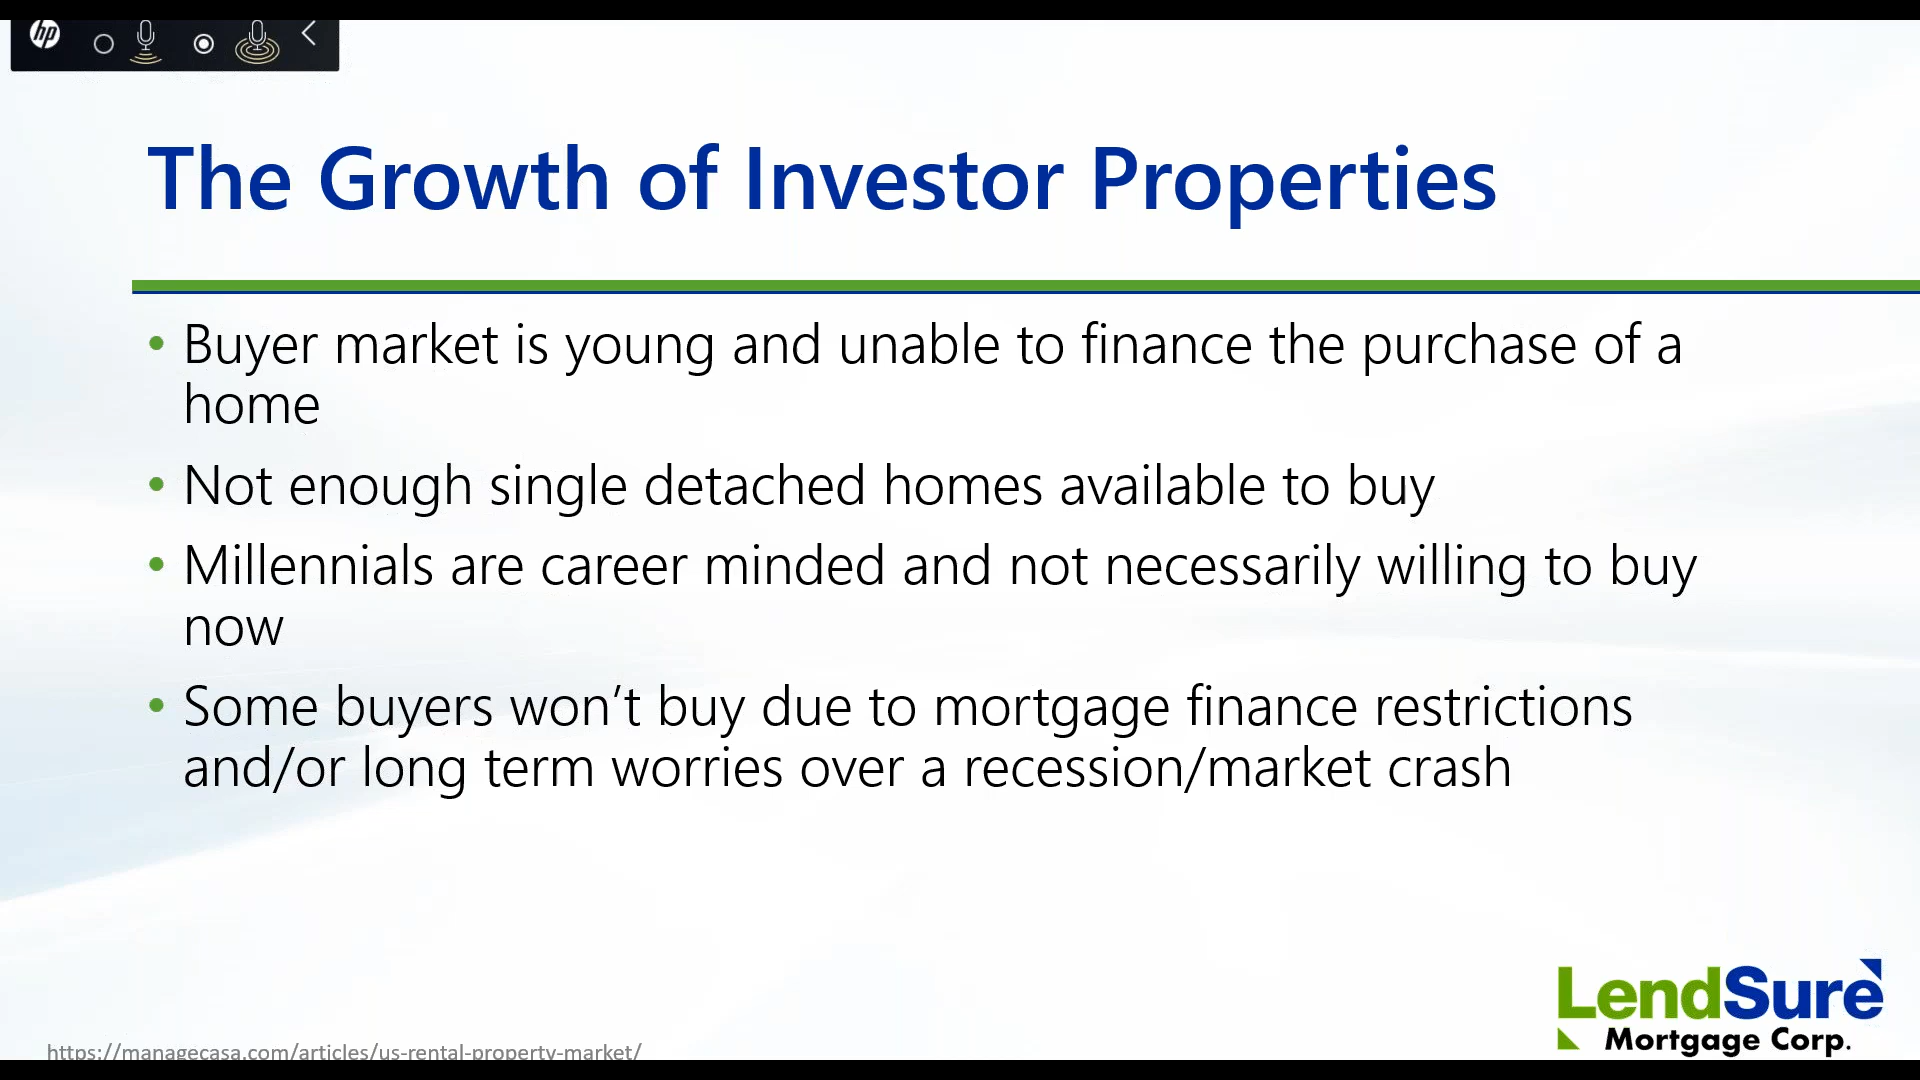 hp
The Growth of Investor Properties
• Buyer market is young and unable to finance the purchase of a
home
• Not enough single detached homes available to buy
• Millennials are career minded and not necessarily willing to buy
now
• Some buyers won’t buy due to mortgage finance restrictions
and/or long term worries over a recession/market crash
LendSure
Mortgage Corp.
https://managecasa.com/articles/us-rental-property-market/